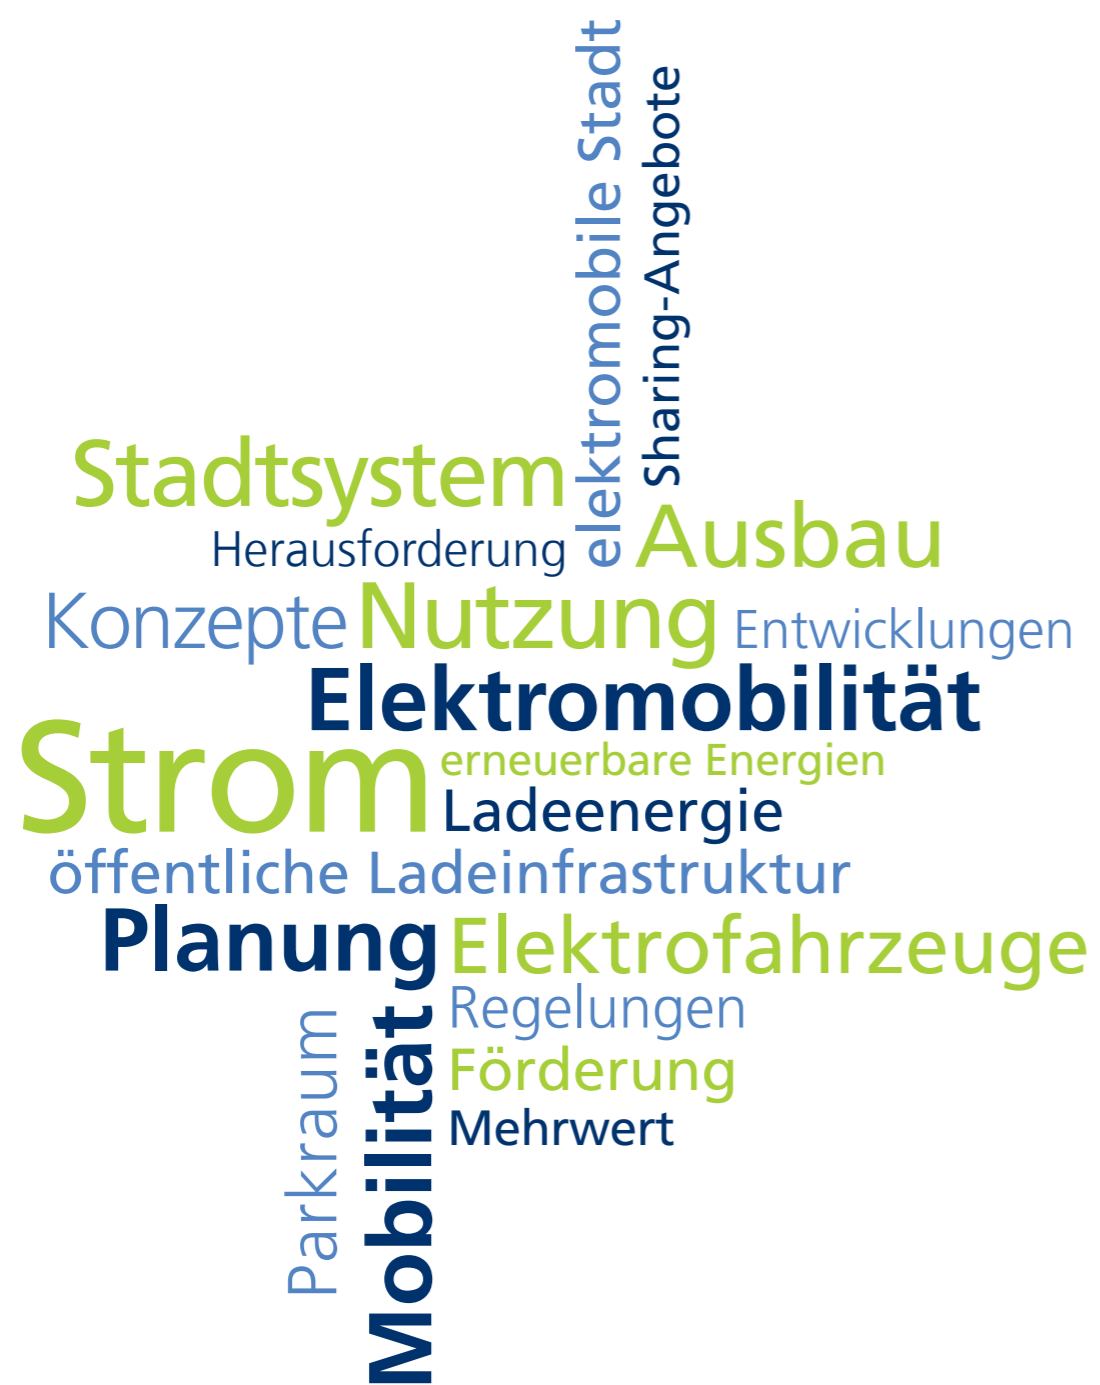 elektromobile Stadt
Sharing-Angebote
Stadtsystem
Ausbau
Herausforderung
Konzepte
Nutzung
Entwicklungen
Elektromobilität
Strom
erneuerbare Energien
Ladeenergie
öffentliche Ladeinfrastruktur
Planung
Elektrofahrzeuge
Regelungen
Förderung
Mehrwert
Parkraum
Mobilität